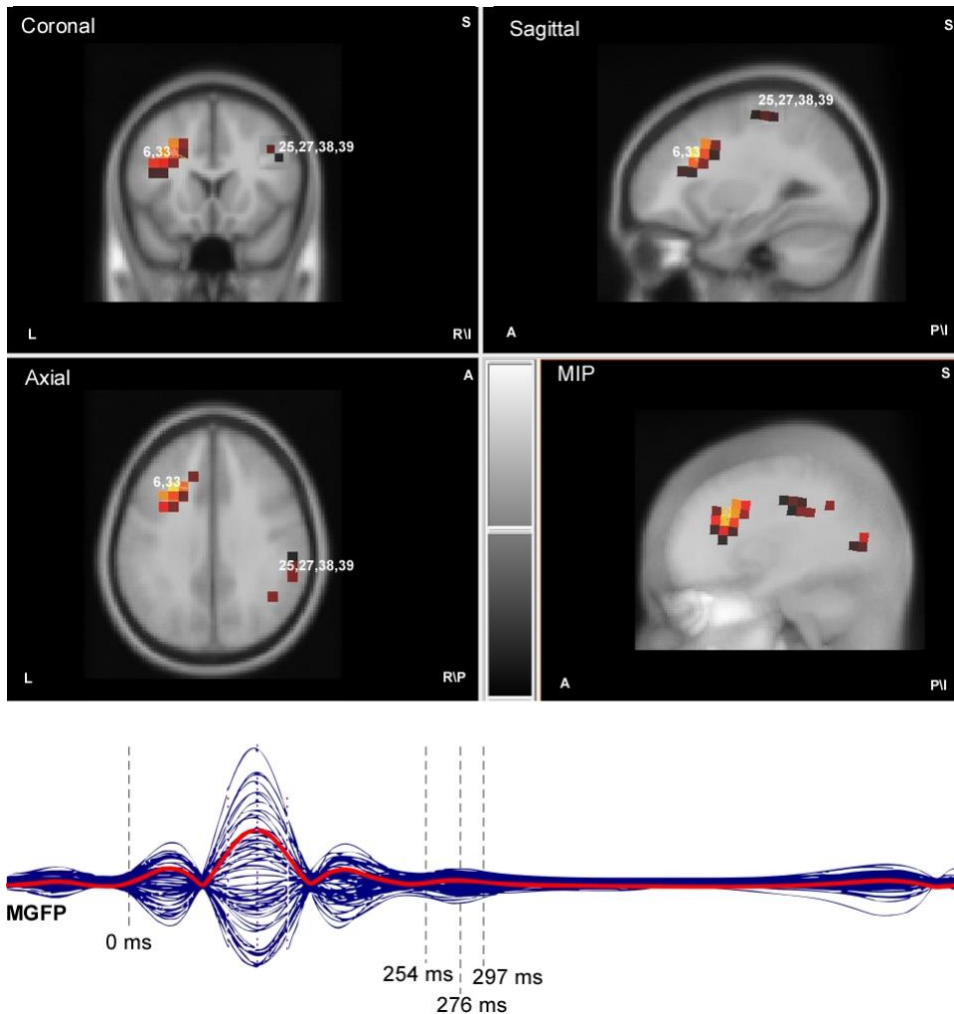 Coronal
S
6,33
25,27,38,39
L
R\I
Sagittal
S
25,27,38,39
6,33
A
P\I
Axial
A
6,33
25,27,38,39
L
R\P
MIP
S
A
P\I
MGFP
0 ms
254 ms
297 ms
276 ms